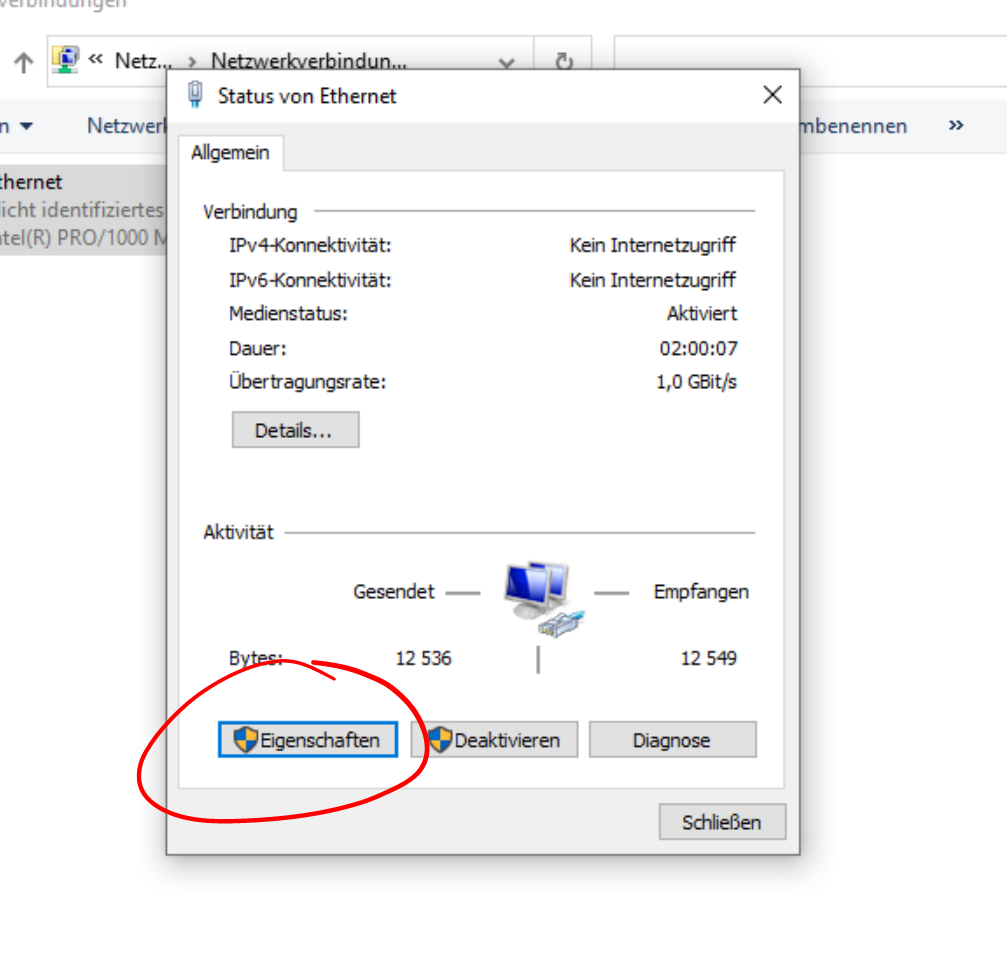 verbindungen
« Netz... > Netzwerkverbindun...
Status von Ethernet
Allgemein
Verbindung
IPv4-Konnektivität: Kein Internetzugriff
IPv6-Konnektivität: Kein Internetzugriff
Medienstatus: Aktiviert
Dauer: 02:00:07
Übertragungsrate: 1,0 GBit/s
Details...
Aktivität
Gesendet Empfangen
Bytes: 12 536 12 549
Eigenschaften Deaktivieren Diagnose
Schließen
n Netzwerk mbenennen »
thernet
icht identifiziertes
tel(R) PRO/1000 M